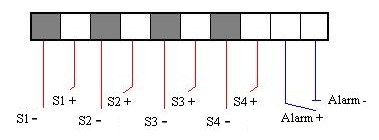 S1 + S2 + S3 + S4 + Alarm -
S1 - S2 - S3 - S4 - Alarm +